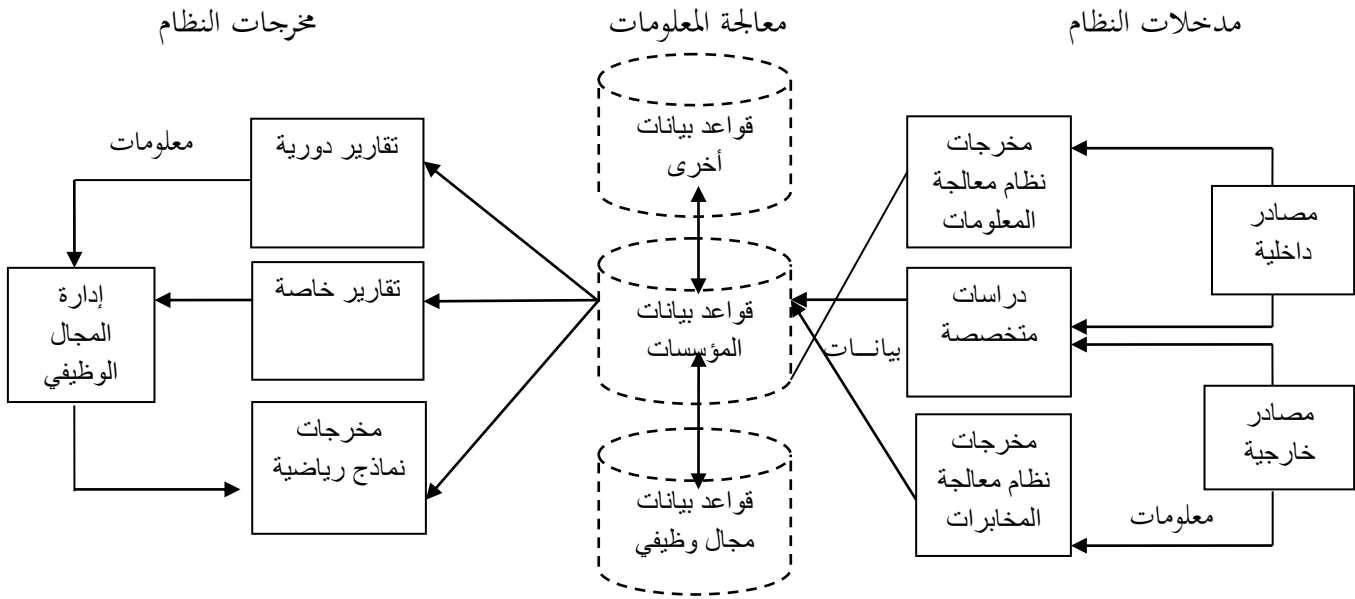 مدخلات النظام
معالجة المعلومات
مخرجات النظام
مصادر
داخلية
مصادر
خارجية
معلومات
مخرجات
نظام معالجة
المعلومات
دراسات
متخصصة
مخرجات
نظام معالجة
المخابرات
بيانــات
قواعد بيانات
أخرى
قواعد بيانات
المؤسسات
قواعد بيانات
مجال وظيفي
تقارير دورية
تقارير خاصة
مخرجات
نماذج رياضية
معلومات
إدارة
المجال
الوظيفي